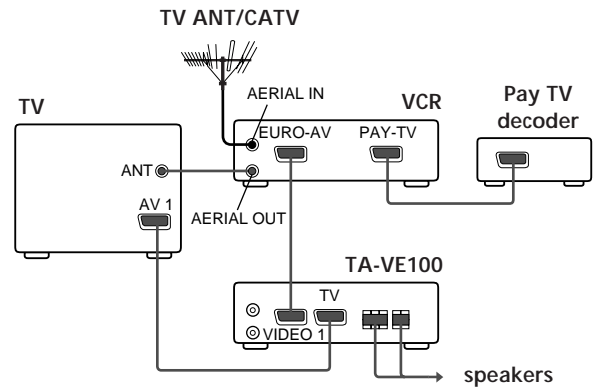 TV ANT/CATV
AERIAL IN
TV
VCR
Pay TV
decoder
EURO-AV
PAY-TV
ANT
AV 1
AERIAL OUT
TA-VE100
TV
VIDEO 1
speakers